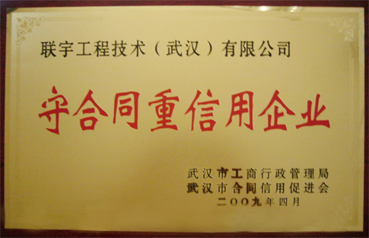 联宇工程技术（武汉）有限公司
守合同重信用企业
武汉市工商行政管理局
武汉市合同信用促进会
二00九年四月